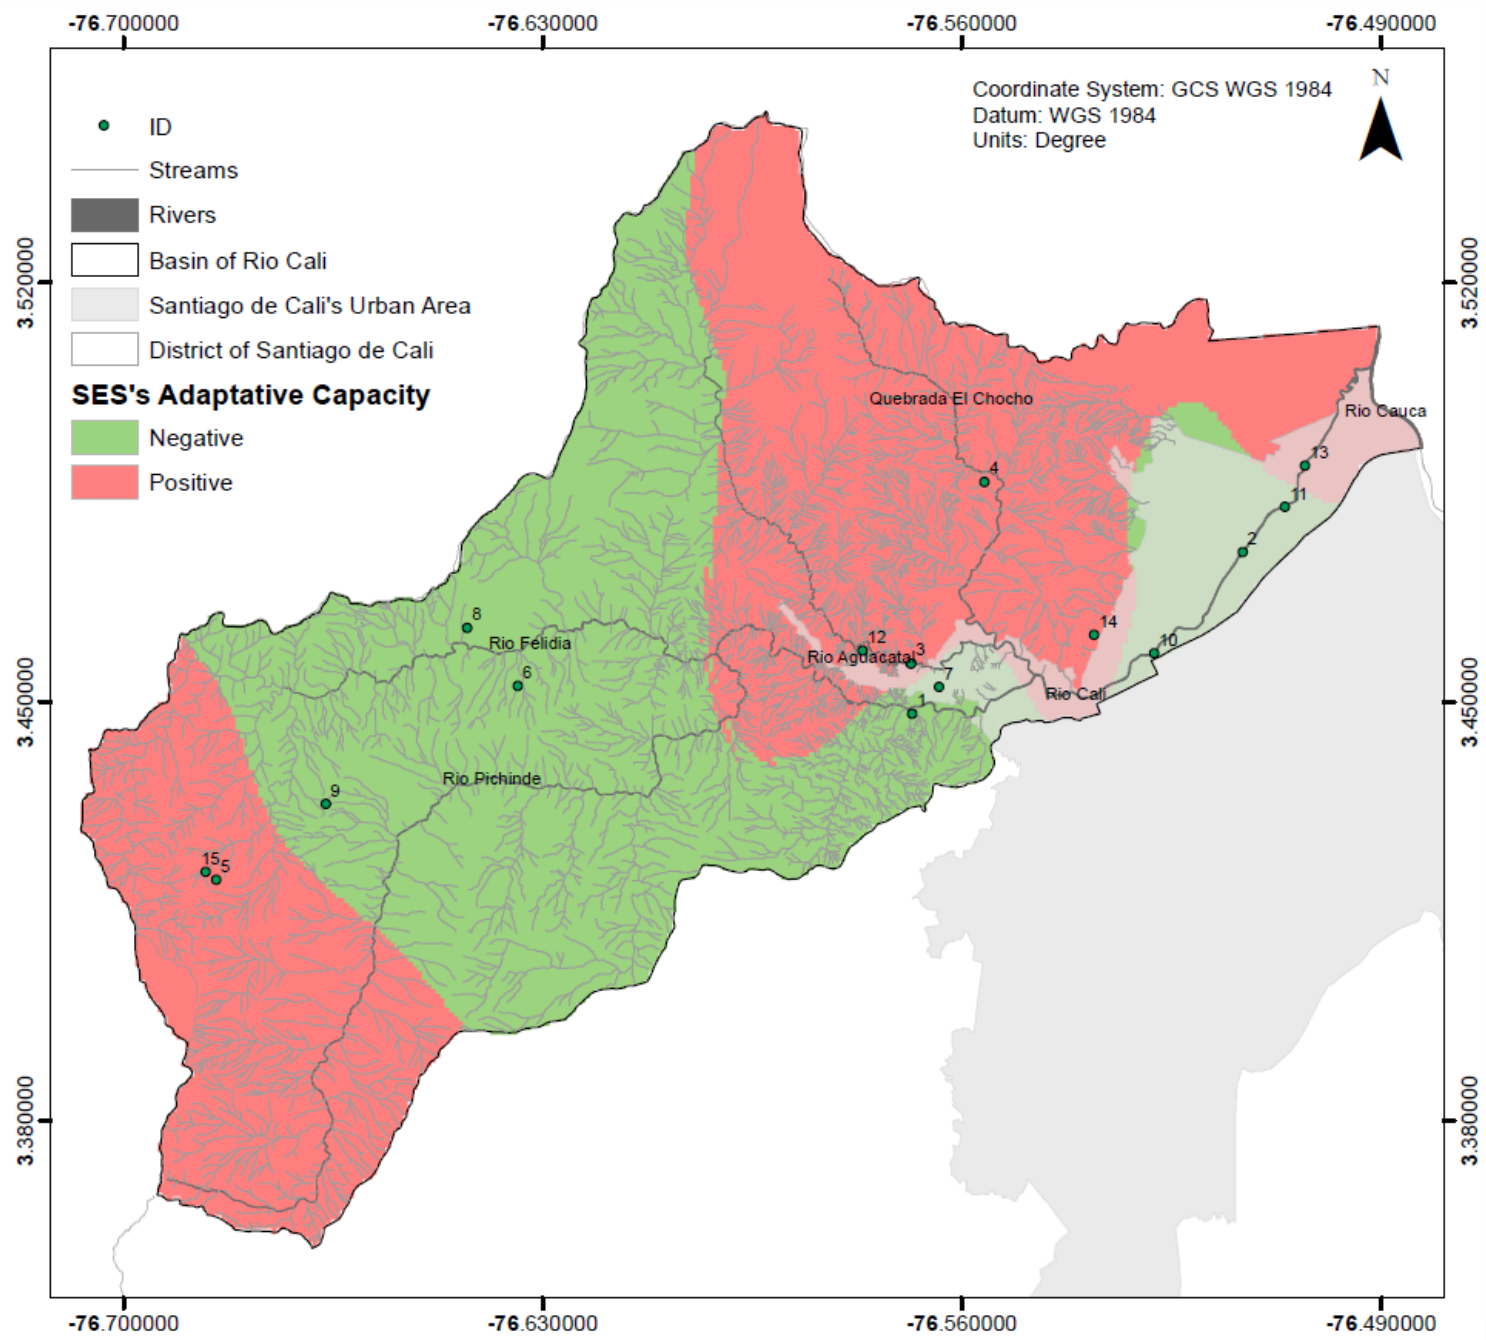 -76.700000
-76.630000
-76.560000
-76.490000
Coordinate System: GCS WGS 1984
Datum: WGS 1984
Units: Degree
N
ID
Streams
Rivers
Basin of Rio Cali
Santiago de Cali's Urban Area
District of Santiago de Cali
SES's Adaptative Capacity
Negative
Positive
3.520000
3.520000
Quebrada El Chocho
Rio Cauca
4
13
11
2
8
Rio Felidia
6
12
3
Rio Aguacatal
14
10
7
1
Rio Cali
3.450000
3.450000
Rio Pichinde
9
15
5
3.380000
3.380000
-76.700000
-76.630000
-76.560000
-76.490000